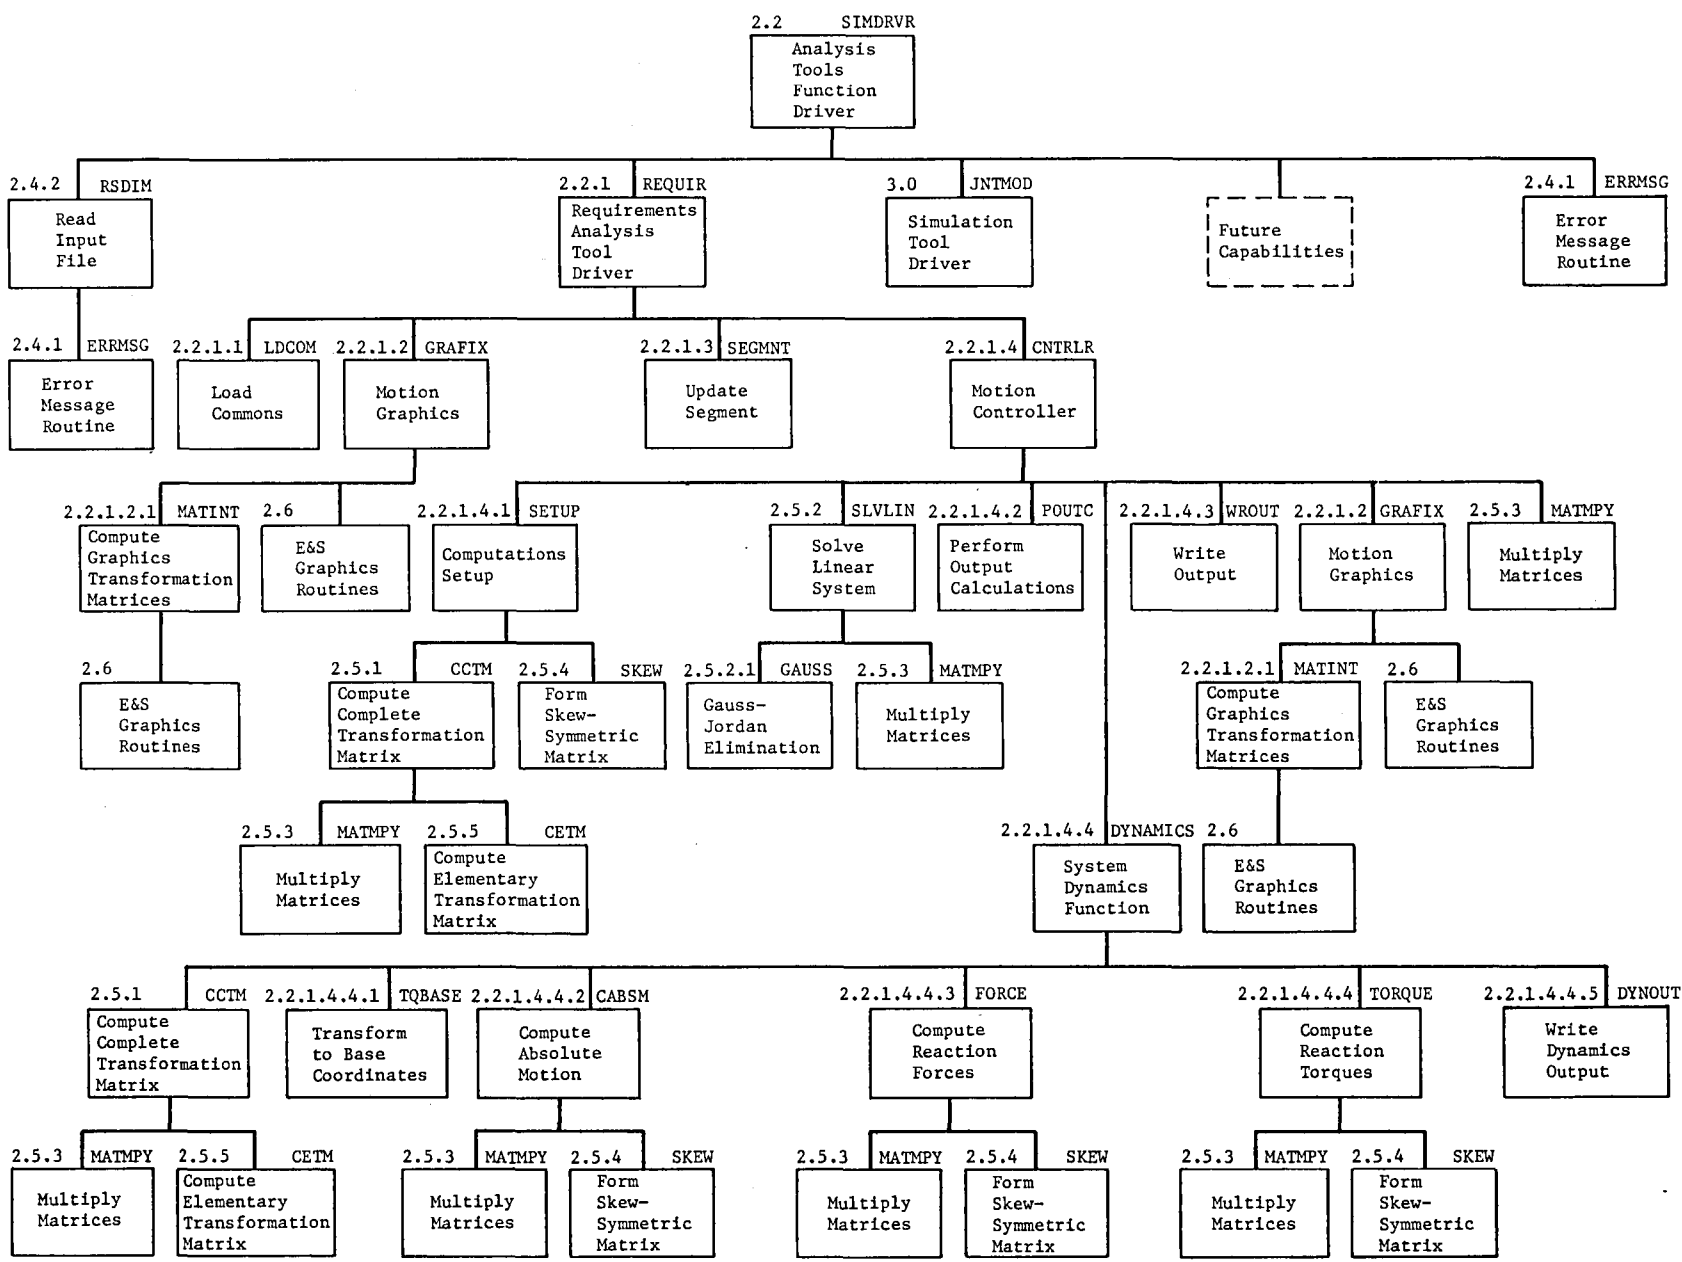 2.2 SIMDRVR
Analysis
Tools
Function
Driver
2.4.2 RSDIM
Read
Input
File
2.2.1 REQUIR
Requirements
Analysis
Tool
Driver
3.0 JNTMOD
Simulation
Tool
Driver
Future
Capabilities
2.4.1 ERRMSG
Error
Message
Routine
2.4.1 ERRMSG
Error
Message
Routine
2.2.1.1 LDCOM
Load
Commons
2.2.1.2 GRAFIX
Motion
Graphics
2.2.1.3 SEGMNT
Update
Segment
2.2.1.4 CNTRLR
Motion
Controller
2.2.1.2.1 MATINT
Compute
Graphics
Transformation
Matrices
2.6
E&S
Graphics
Routines
2.2.1.4.1 SETUP
Computations
Setup
2.5.2 SLVLIN
Solve
Linear
System
2.2.1.4.2 POUTC
Perform
Output
Calculations
2.2.1.4.3 WROUT
Write
Output
2.2.1.2 GRAFIX
Motion
Graphics
2.5.3 MATMPY
Multiply
Matrices
2.6
E&S
Graphics
Routines
2.5.1 CCTM
Compute
Complete
Transformation
Matrix
2.5.4 SKEW
Form
Skew-
Symmetric
Matrix
2.5.2.1 GAUSS
Gauss-
Jordan
Elimination
2.5.3 MATMPY
Multiply
Matrices
2.2.1.2.1 MATINT
Compute
Graphics
Transformation
Matrices
2.6
E&S
Graphics
Routines
2.5.3 MATMPY
Multiply
Matrices
2.5.5 CETM
Compute
Elementary
Transformation
Matrix
2.2.1.4.4 DYNAMICS
System
Dynamics
Function
2.6
E&S
Graphics
Routines
2.5.1 CCTM
Compute
Complete
Transformation
Matrix
2.2.1.4.4.1 TQBASE
Transform
to Base
Coordinates
2.2.1.4.4.2 CABSM
Compute
Absolute
Motion
2.2.1.4.4.3 FORCE
Compute
Reaction
Forces
2.2.1.4.4.4 TORQUE
Compute
Reaction
Torques
2.2.1.4.4.5 DYNOUT
Write
Dynamics
Output
2.5.3 MATMPY
Multiply
Matrices
2.5.5 CETM
Compute
Elementary
Transformation
Matrix
2.5.3 MATMPY
Multiply
Matrices
2.5.4 SKEW
Form
Skew-
Symmetric
Matrix
2.5.3 MATMPY
Multiply
Matrices
2.5.4 SKEW
Form
Skew-
Symmetric
Matrix
2.5.3 MATMPY
Multiply
Matrices
2.5.4 SKEW
Form
Skew-
Symmetric
Matrix